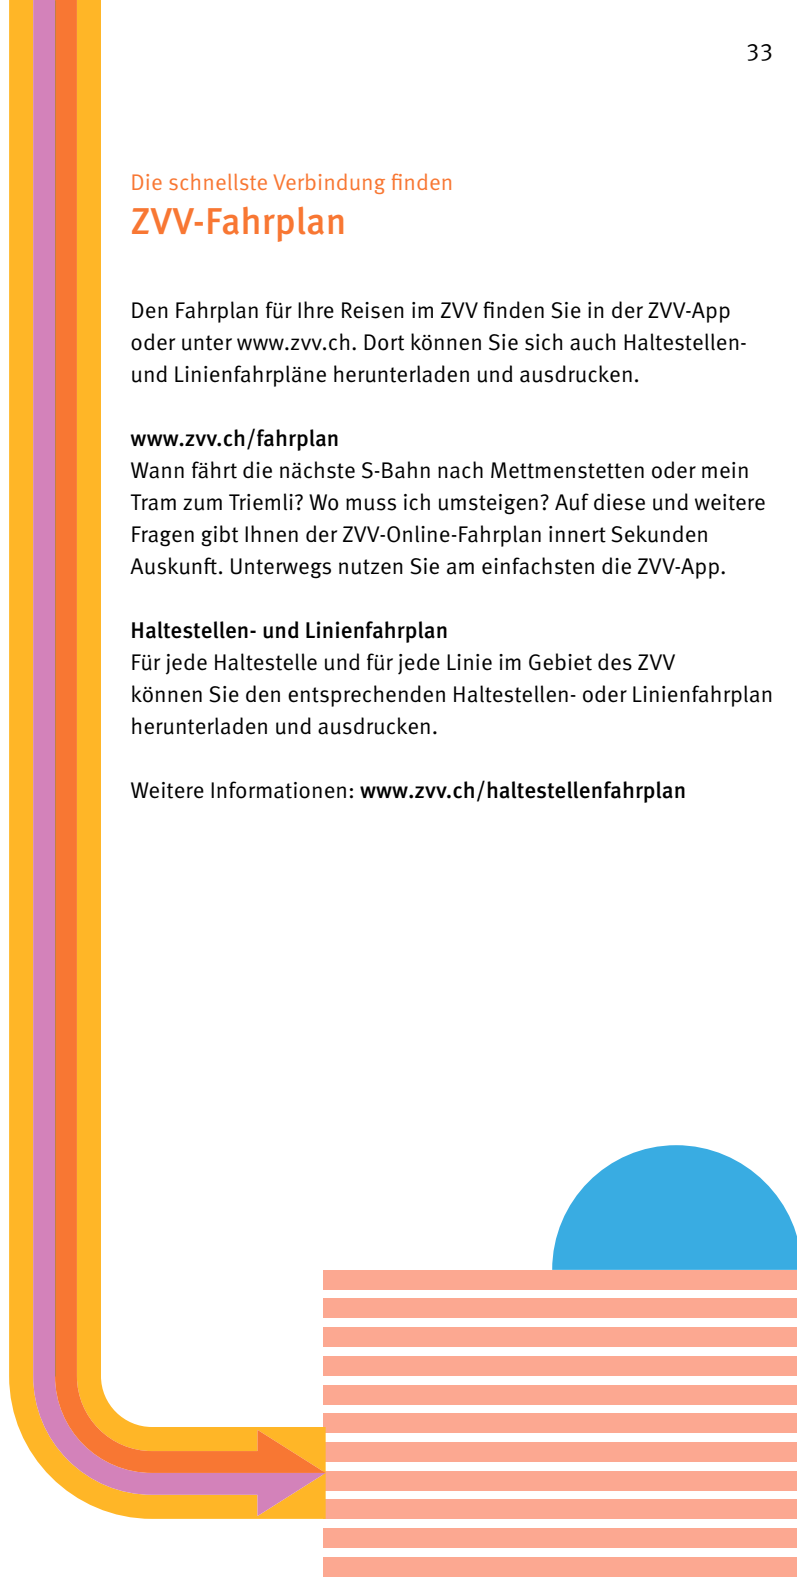 33
Die schnellste Verbindung finden
ZVV-Fahrplan
Den Fahrplan für Ihre Reisen im ZVV finden Sie in der ZVV-App
oder unter www.zvv.ch. Dort können Sie sich auch Haltestellen-
und Linienfahrpläne herunterladen und ausdrucken.
www.zvv.ch/fahrplan
Wann fährt die nächste S-Bahn nach Mettmenstetten oder mein
Tram zum Triemli? Wo muss ich umsteigen? Auf diese und weitere
Fragen gibt Ihnen der ZVV-Online-Fahrplan innert Sekunden
Auskunft. Unterwegs nutzen Sie am einfachsten die ZVV-App.
Haltestellen- und Linienfahrplan
Für jede Haltestelle und für jede Linie im Gebiet des ZVV
können Sie den entsprechenden Haltestellen- oder Linienfahrplan
herunterladen und ausdrucken.
Weitere Informationen: www.zvv.ch/haltestellenfahrplan